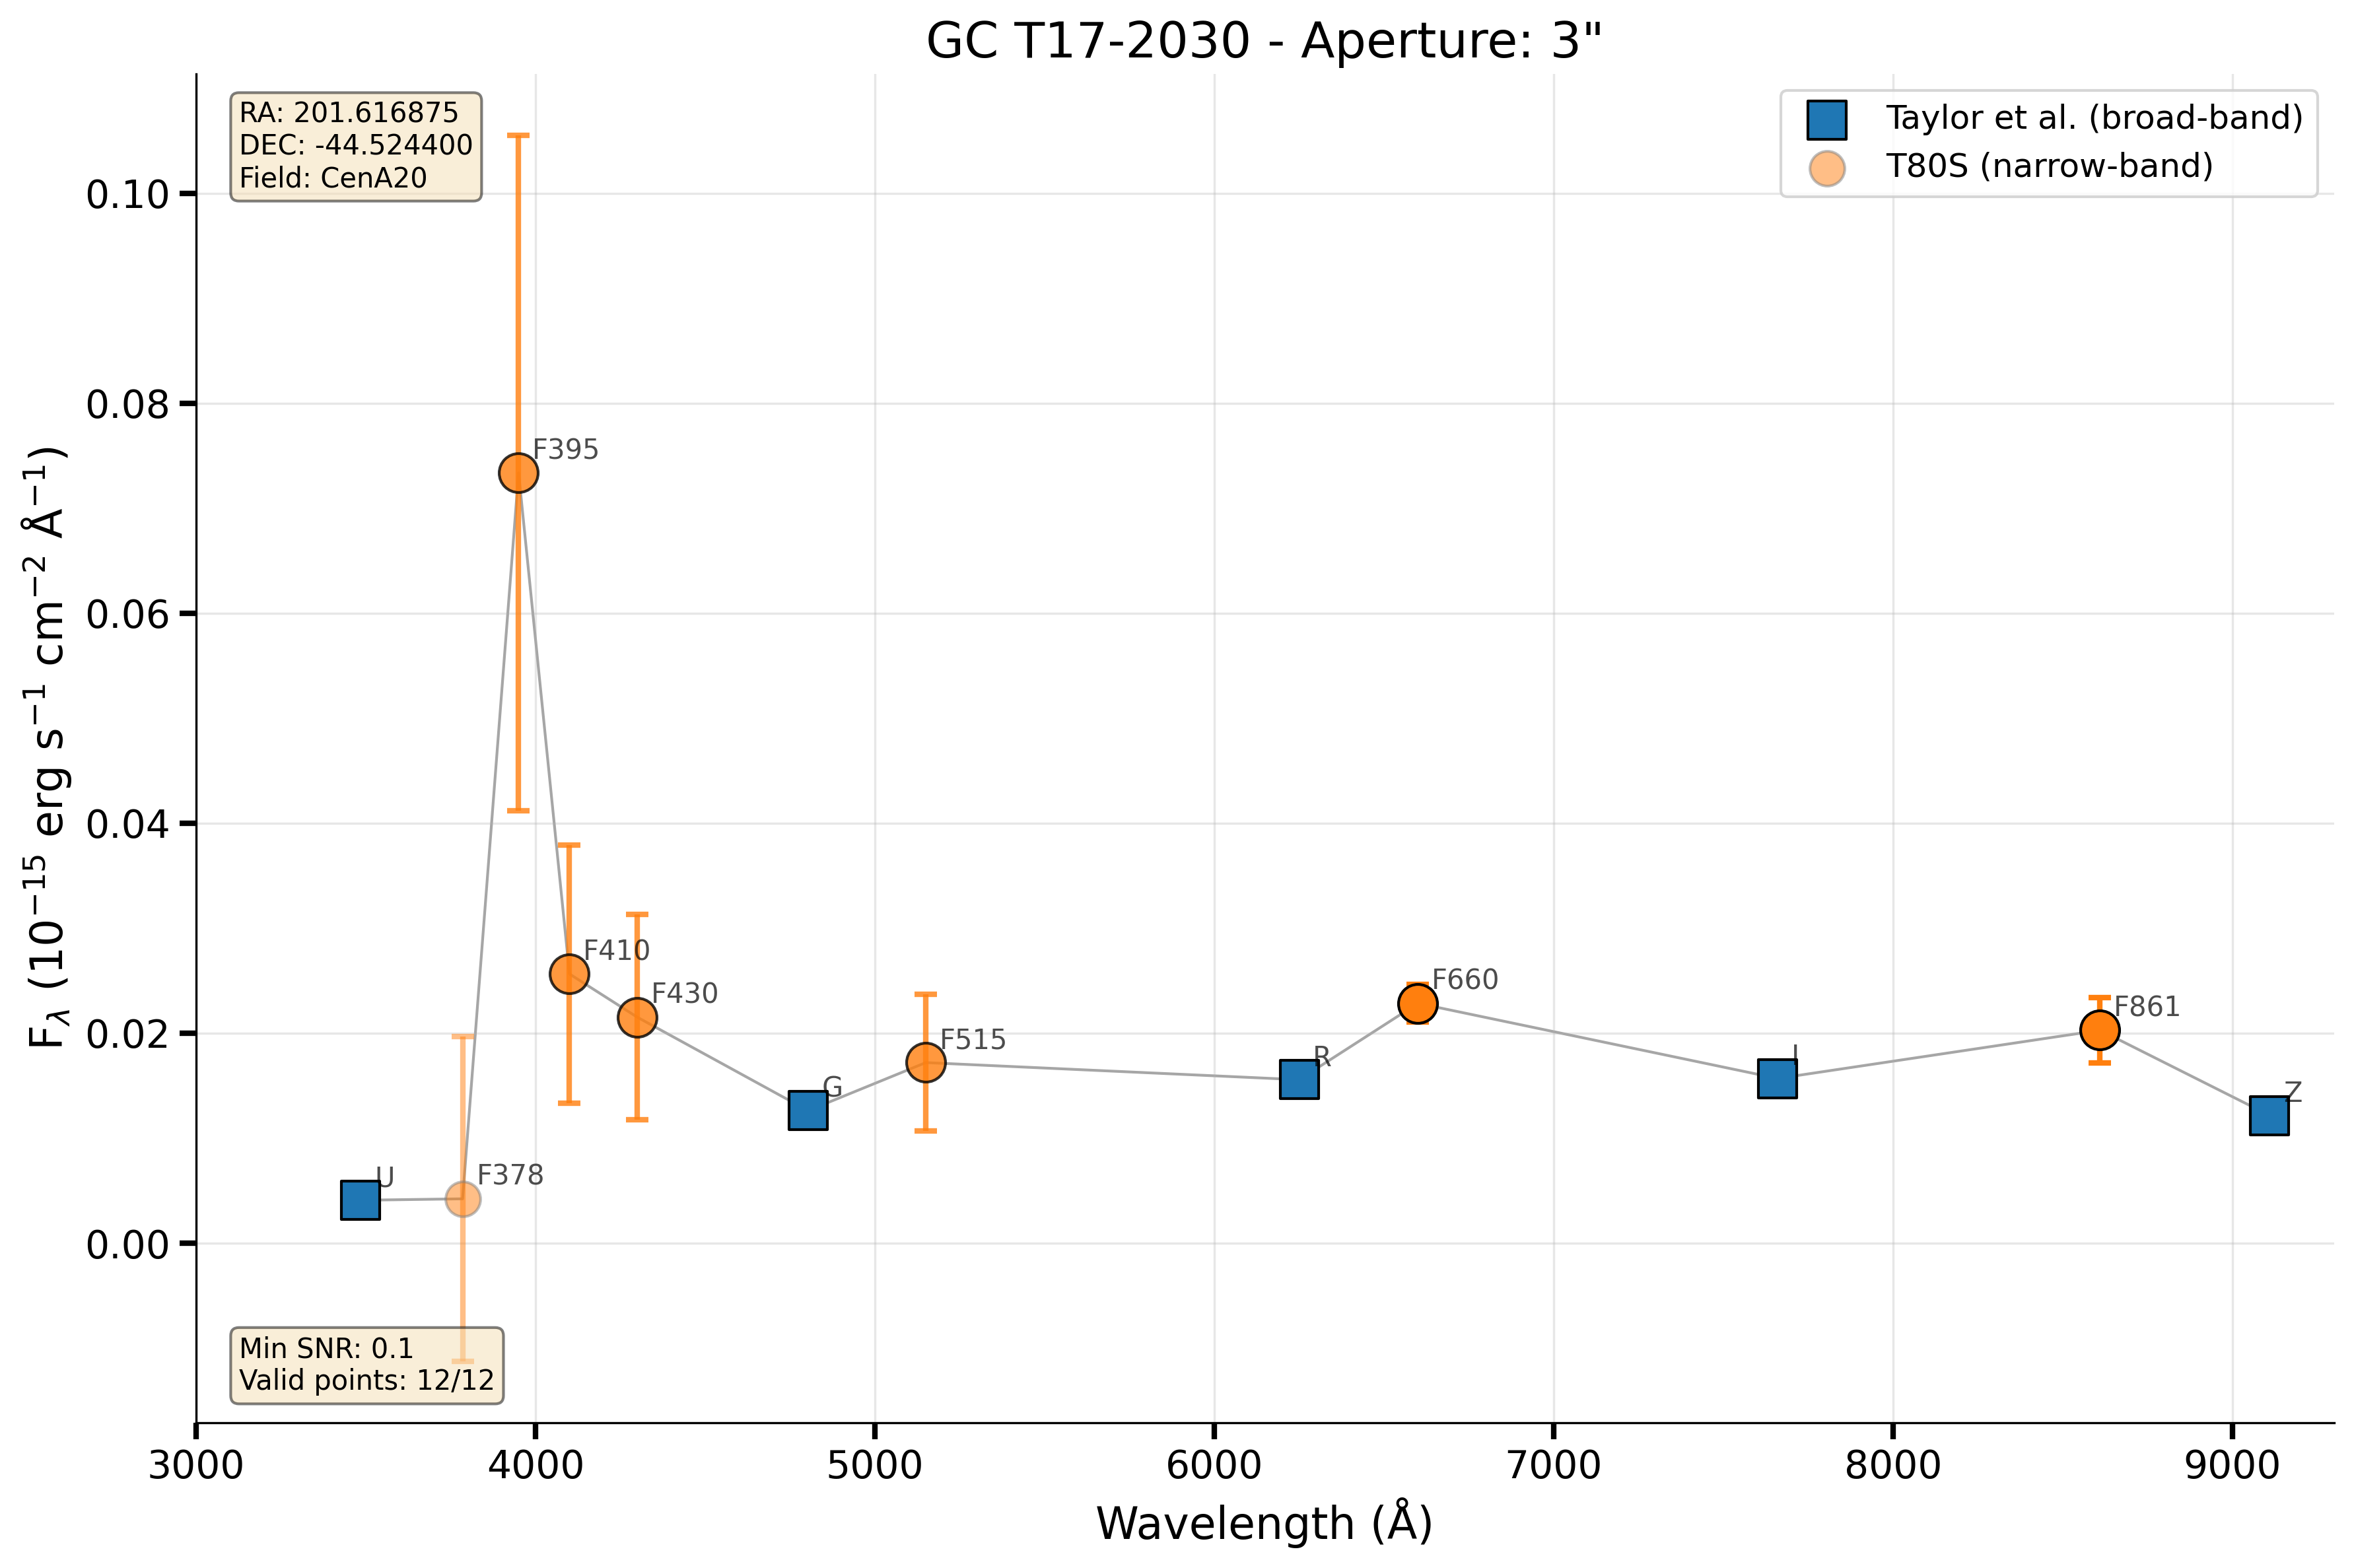 GC T17-2030 - Aperture: 3"
RA: 201.616875
DEC: -44.524400
Field: CenA20
Taylor et al. (broad-band)
T80S (narrow-band)
F$_λ$ (10$^{-15}$ erg s$^{-1}$ cm$^{-2}$ Å$^{-1}$)
0.10
0.08
0.06
0.04
0.02
0.00
F395
F410
F430
F515
F660
F861
G
R
I
Z
U
F378
Min SNR: 0.1
Valid points: 12/12
3000 4000 5000 6000 7000 8000 9000
Wavelength (Å)